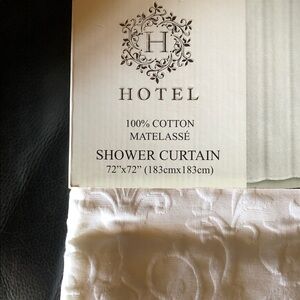 H
HOTEL
100% COTTON
MATELASSÉ
SHOWER CURTAIN
72”x72” (183cmx183cm)